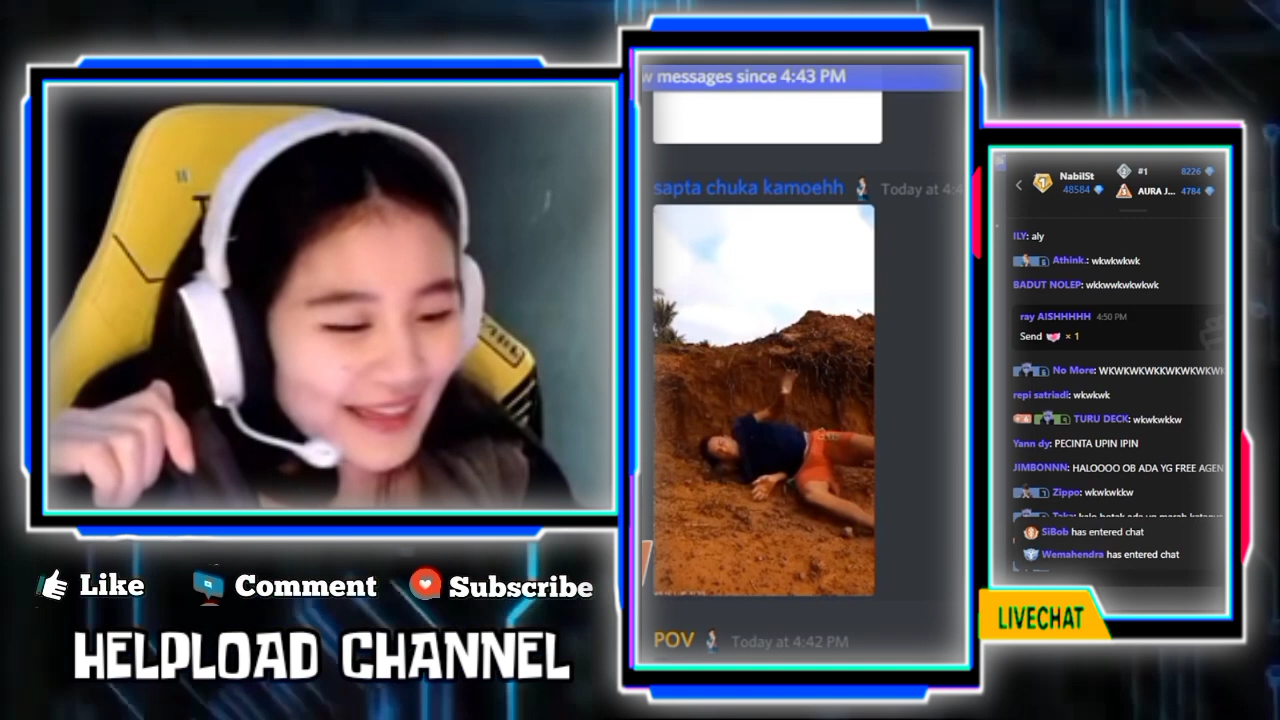 w messages since 4:43 PM
sapta chuka kamoehh Today at 4:4
POV Today at 4:42 PM
NabilSt
48584
#1 8226
AURA J... 4784
ILY: aly
Athink.: wkwkwkwk
BADUT NOLEP: wkkwwkwkwkwk
ray AISHHHHH 4:50 PM
Send × 1
No More: WKWKWKWKKWKWKWKWK
repi satriadi: wkwkwk
TURU DECK: wkwkwkkw
Yann dy: PECINTA UPIN IPIN
JIMBONNN: HALOOOO OB ADA YG FREE AGEN
Zippo: wkwkwkkw
SiBob has entered chat
Wemahendra has entered chat
LIVECHAT
Like Comment Subscribe
HELPLOAD CHANNEL